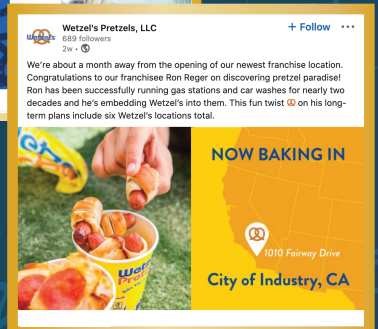 Wetzel's Pretzels, LLC
+ Follow ...
Wetzel's
689 followers
2w •
We're about a month away from the opening of our newest franchise location.
Congratulations to our franchisee Ron Reger on discovering pretzel paradise!
Ron has been successfully running gas stations and car washes for nearly two
decades and he's embedding Wetzel's into them. This fun twist 🥨 on his long-
term plans include six Wetzel's locations total.
NOW BAKING IN
1010 Fairway Drive
City of Industry, CA